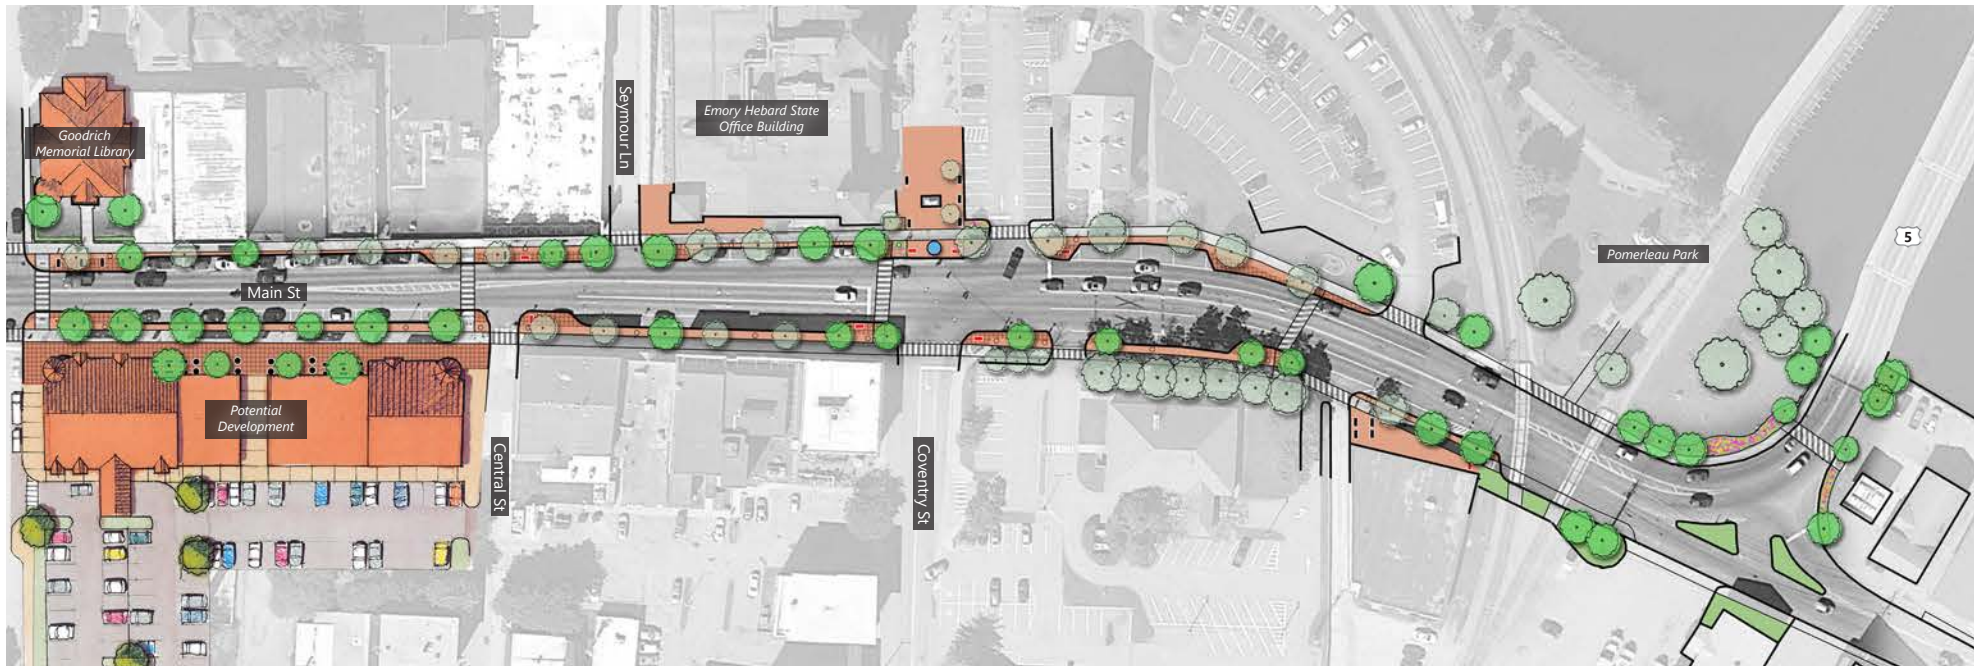 Goodrich
Memorial Library
Seymour Ln
Emory Hebard State
Office Building
5
Pomerleau Park
Main St
Potential
Development
Central St
Coventry St